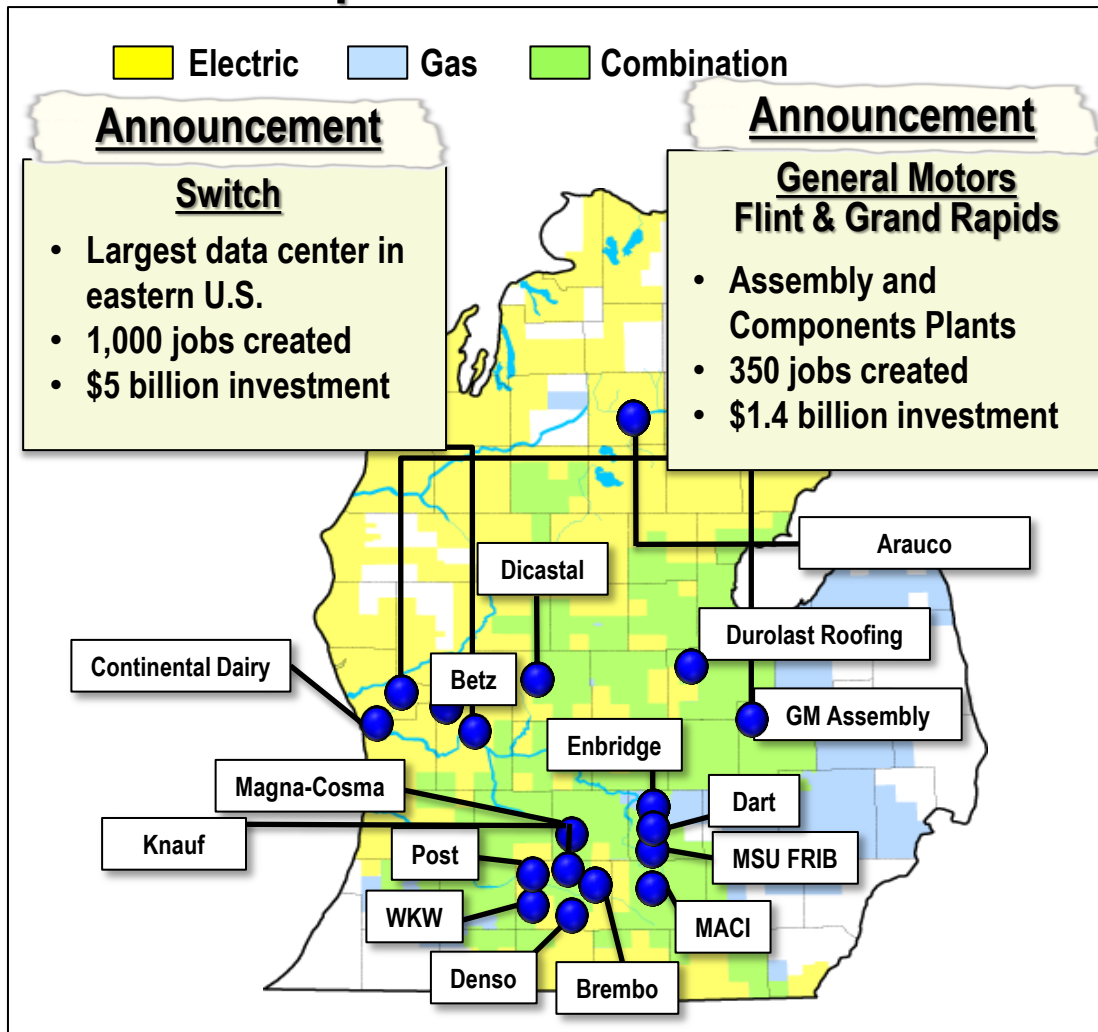 Electric Gas Combination
Announcement
Switch
• Largest data center in
eastern U.S.
• 1,000 jobs created
• $5 billion investment
Announcement
General Motors
Flint & Grand Rapids
• Assembly and
Components Plants
• 350 jobs created
• $1.4 billion investment
Arauco
Dicastal
Durolast Roofing
Continental Dairy
Betz
GM Assembly
Enbridge
Magna-Cosma
Dart
Knauf
Post
MSU FRIB
WKW
MACI
Denso
Brembo